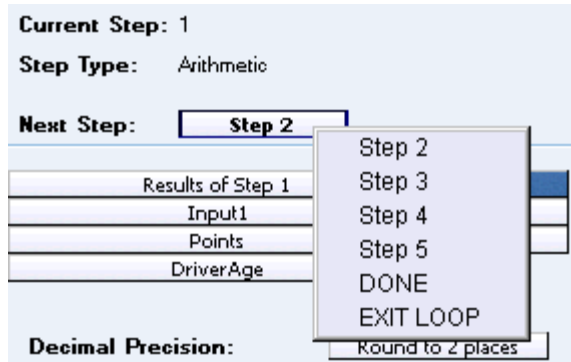 Current Step: 1
Step Type: Arithmetic
Next Step: Step 2
Step 2
Step 3
Step 4
Step 5
DONE
EXIT LOOP
Results of Step 1
Input1
Points
DriverAge
Decimal Precision: Round to 2 places